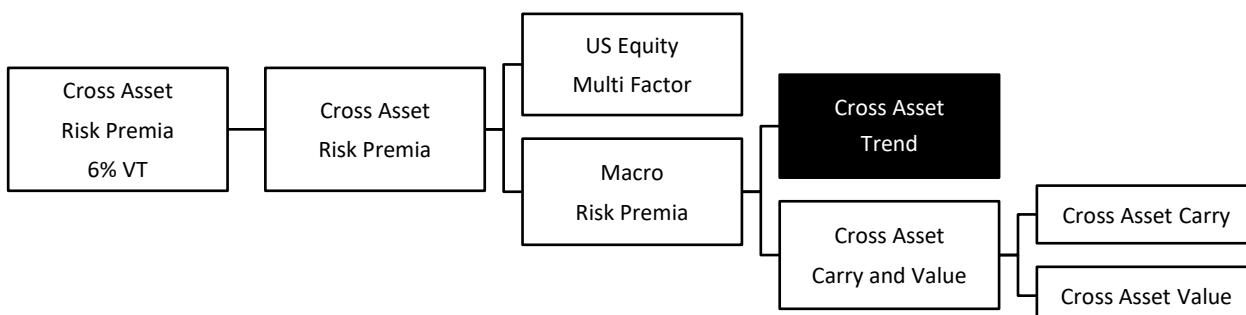 Cross Asset
Risk Premia
6% VT
Cross Asset
Risk Premia
US Equity
Multi Factor
Macro
Risk Premia
Cross Asset
Trend
Cross Asset
Carry and Value
Cross Asset Carry
Cross Asset Value